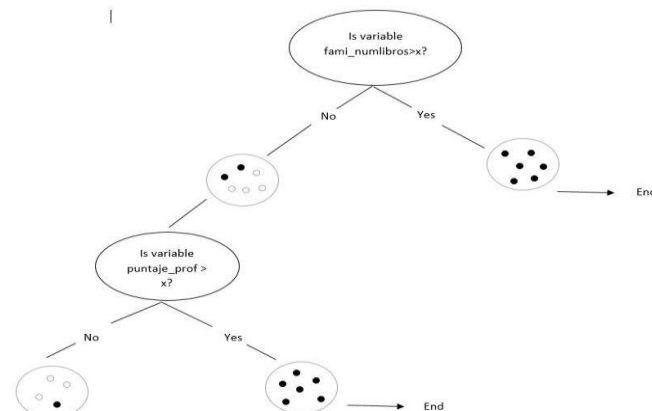 Is variable
fami_numlibros>x?
No
Yes
End
Is variable
puntaje_prof >
x?
No
Yes
End